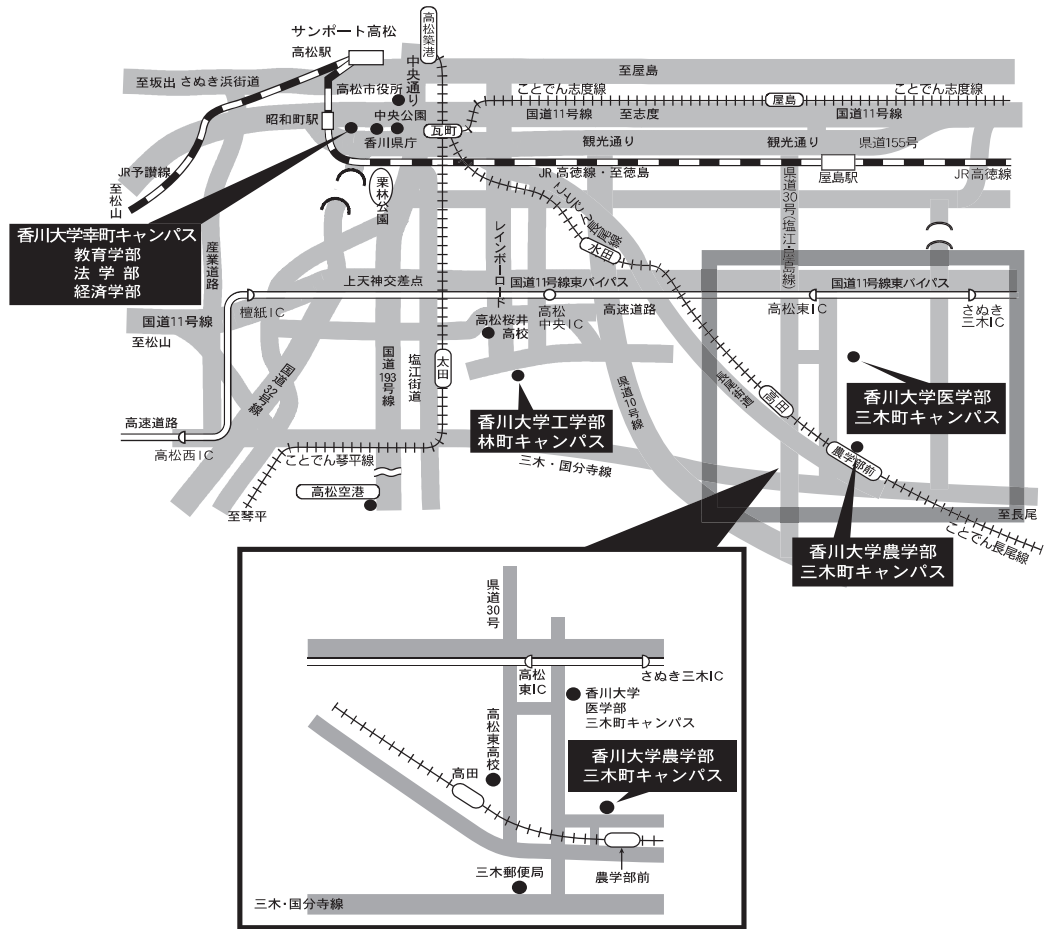 サンポート高松
高松駅
高松築港
至坂出 さぬき浜街道
中央通り
至屋島
高松市役所
ことでん志度線
屋島
ことでん志度線
昭和町駅
中央公園
国道11号線
至志度
国道11号線
瓦町
香川県庁
観光通り
観光通り
県道155号
JR予讃線
至松山
栗林公園
JR高徳線・至徳島
屋島駅
JR高徳線
香川大学幸町キャンパス
教育学部
法学部
経済学部
産業道路
レインボーロード
ことでん長尾線
水田
県道30号(塩江・屋島線)
上天神交差点
国道11号線東バイパス
国道11号線東バイパス
檀紙IC
高松
中央IC
高速道路
高松東IC
さぬき
三木IC
国道11号線
至松山
高松桜井
高校
国道32号線
国道193号線
塩江街道
太田
県道10号線
長尾街道
高田
香川大学医学部
三木町キャンパス
香川大学工学部
林町キャンパス
高速道路
高松西IC
ことでん琴平線
三木・国分寺線
農学部前
高松空港
至琴平
至長尾
ことでん長尾線
香川大学農学部
三木町キャンパス
県道30号
高松
東IC
さぬき三木IC
香川大学
医学部
三木町キャンパス
高松東高校
香川大学農学部
三木町キャンパス
高田
三木郵便局
農学部前
三木・国分寺線